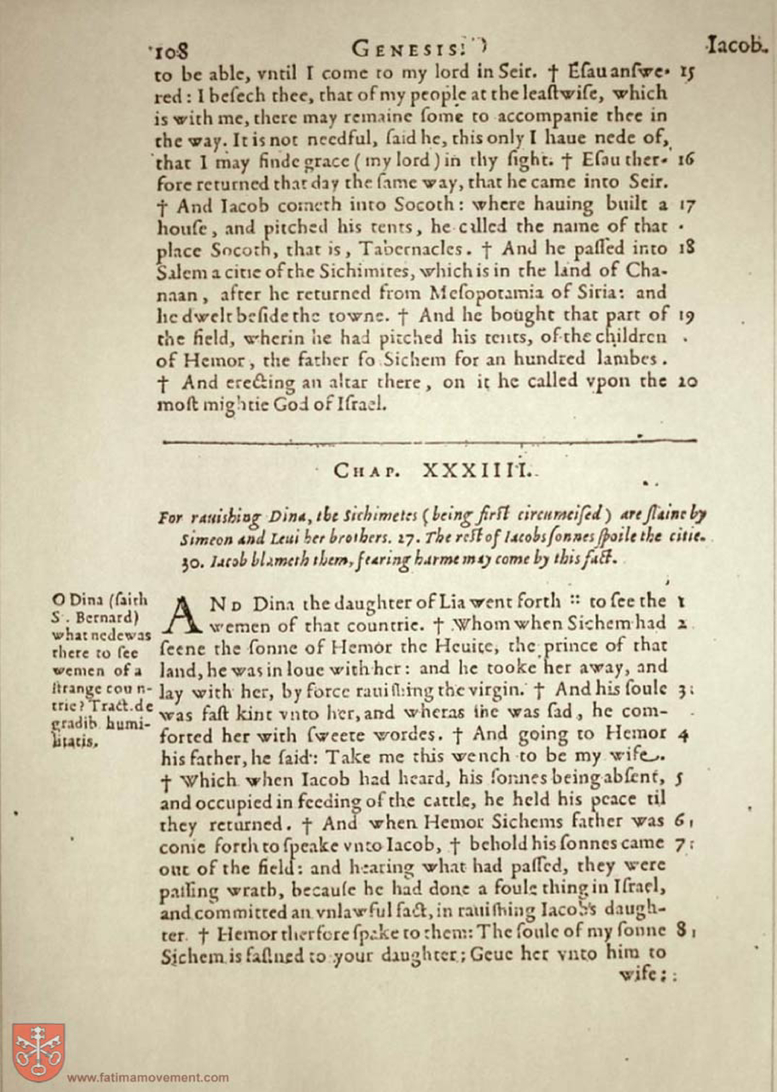 108 GENESIS. Iacob.
to be able, vntil I come to my lord in Seir. † Eſau anſwe- 15
red: I beſech thee, that of my people at the leaſtwiſe, which
is with me, there may remaine ſome to accompanie thee in
the way. It is not needful, ſaid he, this only I haue nede of,
that I may finde grace (my lord) in thy ſight. † Eſau ther- 16
fore returned that day the ſame way, that he came into Seir.
† And Iacob cometh into Socoth: where hauing built a 17
houſe, and pitched his tents, he called the name of that
place Socoth, that is, Tabernacles. † And he paſſed into 18
Salem a citie of the Sichimites, which is in the land of Cha-
naan, after he returned from Meſopotamia of Siria: and
he dwelt beſide the towne. † And he bought that part of 19
the field, wherin he had pitched his tents, of the children
of Hemor, the father fo Sichem for an hundred lambes.
† And erecting an altar there, on it he called vpon the 20
moſt mightie God of Iſrael.
CHAP. XXXIIII.
For rauiſhing Dina, the Sichimetes (being firſt circumciſed) are ſlaine by
Simeon and Leui her brothers. 27. The reſt of Iacobs ſonnes ſpoile the citie.
30. Iacob blameth them, fearing harme may come by this fact.
O Dina (ſaith
S. Bernard)
what nede was
there to ſee
wemen of a
ſtrange coun-
trie? Tract. de
gradib. humi-
litatis.
AND Dina the daughter of Lia went forth :: to ſee the 1
wemen of that countrie. † Whom when Sichem had 2
ſeene the ſonne of Hemor the Heuite, the prince of that
land, he was in loue with her: and he tooke her away, and
lay with her, by force rauiſhing the virgin. † And his ſoule 3
was faſt knit vnto her, and wheras ſhe was ſad, he com-
forted her with ſweete wordes. † And going to Hemor 4
his father, he ſaid: Take me this wench to be my wife.
† Which when Iacob had heard, his ſonnes being abſent, 5
and occupied in feeding of the cattle, he held his peace til
they returned. † And when Hemor Sichems father was 6
come forth to ſpeake vnto Iacob, † behold his ſonnes came 7
out of the field: and hearing what had paſſed, they were
paſſing wrath, becauſe he had done a foule thing in Iſrael,
and committed an vnlawful fact, in rauiſhing Iacob's daugh-
ter. † Hemor therfore ſpake to them: The ſoule of my ſonne 8
Sichem is faſtned to your daughter; Geue her vnto him to
wife:
www.fatimamovement.com